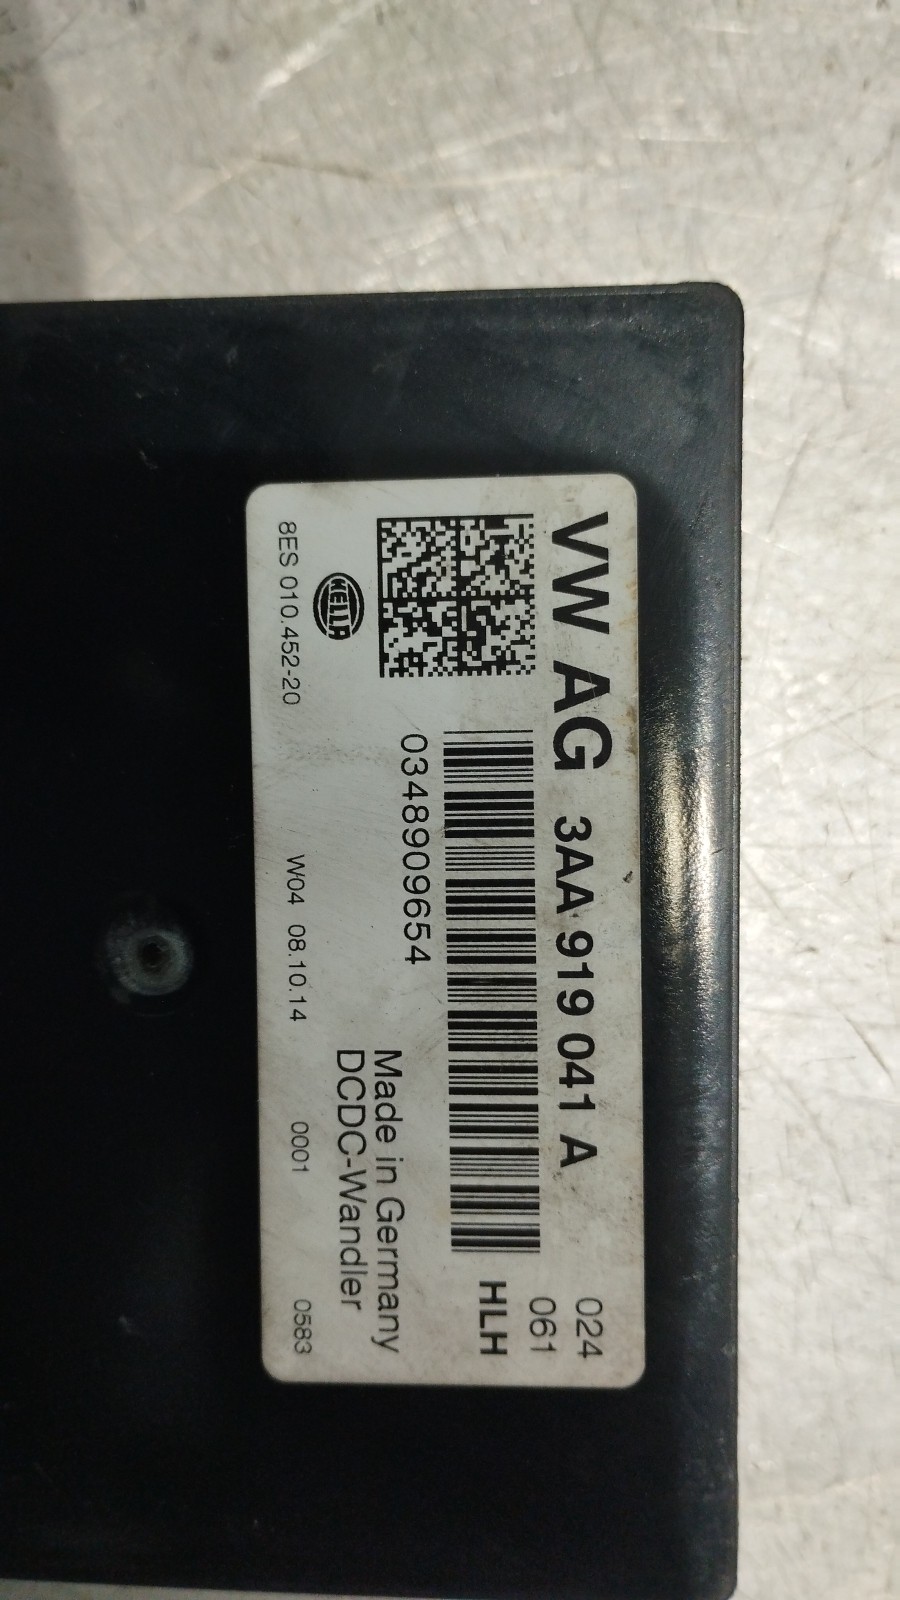 VW AG 3AA 919 041 A 024
061
HLH
0348909654
Made in Germany
DCDC-Wandler
HELLA
8ES 010.452-20 W04 08.10.14 0001 0583